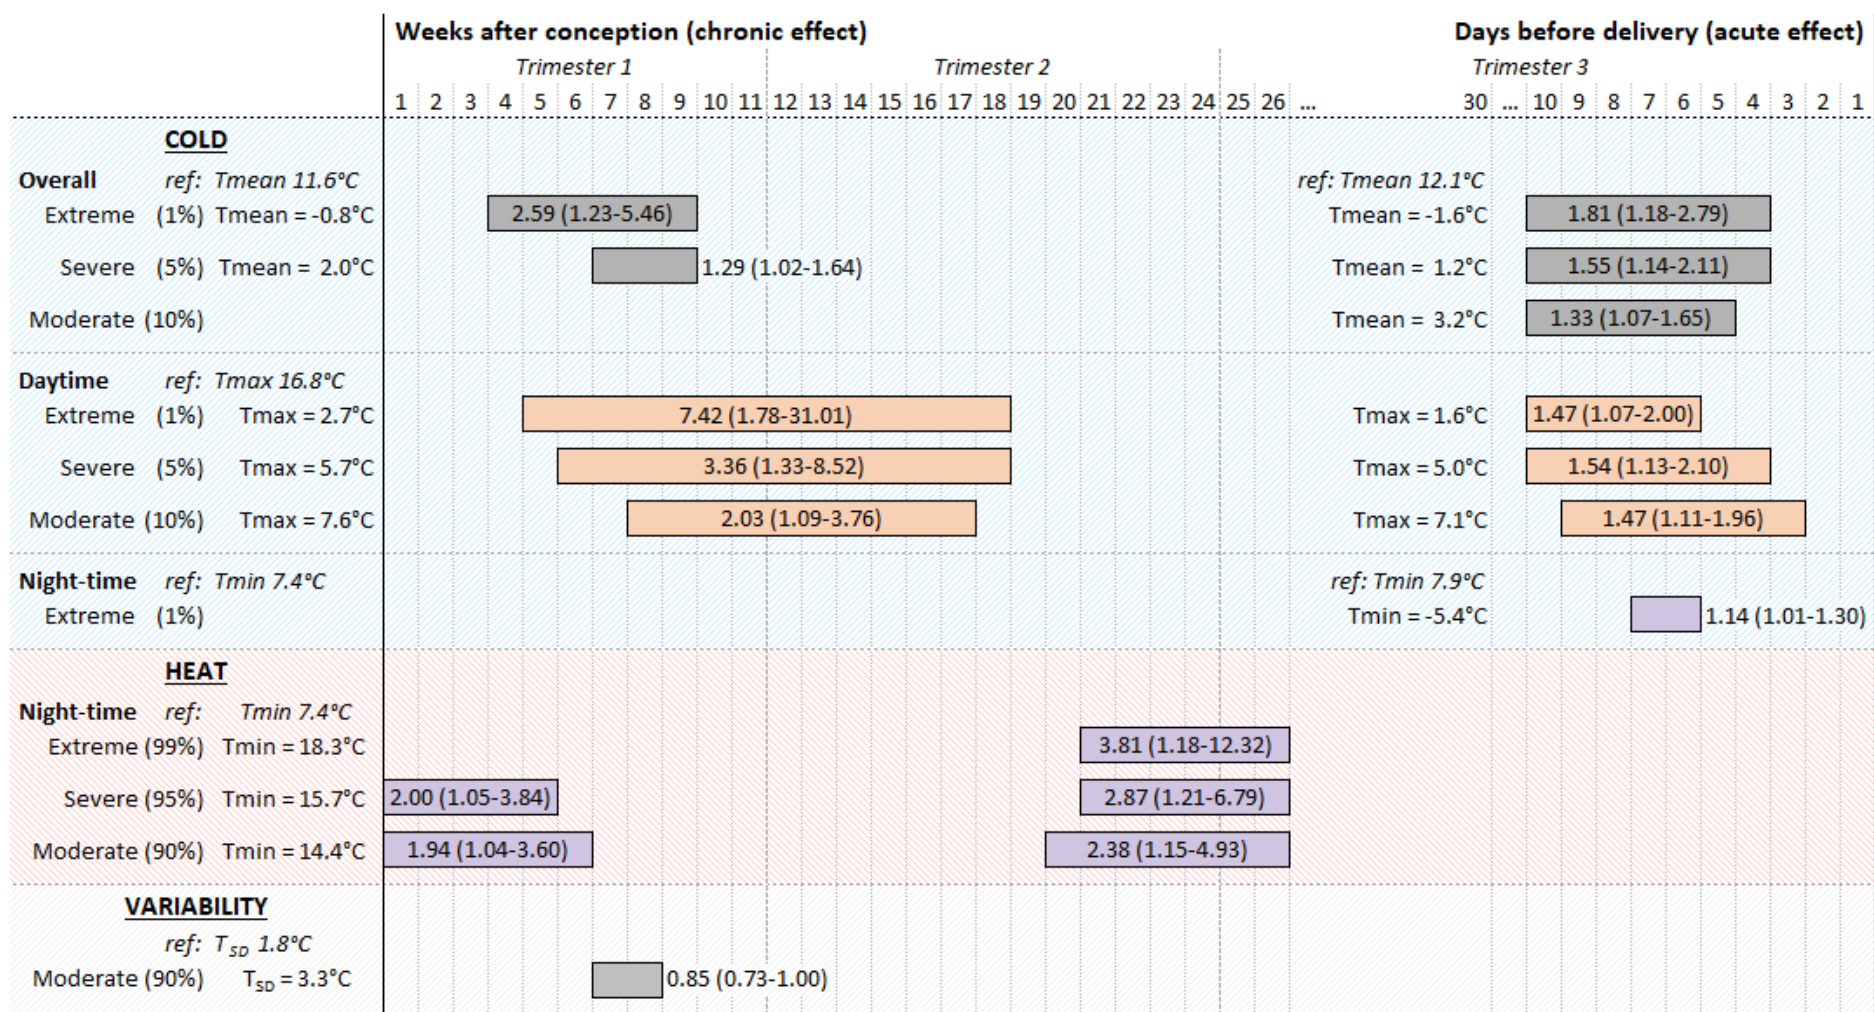 Weeks after conception (chronic effect) Days before delivery (acute effect)
Trimester 1 Trimester 2 Trimester 3
1 2 3 4 5 6 7 8 9 10 11 12 13 14 15 16 17 18 19 20 21 22 23 24 25 26 ... 30 ... 10 9 8 7 6 5 4 3 2 1
COLD
Overall ref: Tmean 11.6°C ref: Tmean 12.1°C
Extreme (1%) Tmean = -0.8°C 2.59 (1.23-5.46) Tmean = -1.6°C 1.81 (1.18-2.79)
Severe (5%) Tmean = 2.0°C 1.29 (1.02-1.64) Tmean = 1.2°C 1.55 (1.14-2.11)
Moderate (10%) Tmean = 3.2°C 1.33 (1.07-1.65)
Daytime ref: Tmax 16.8°C
Extreme (1%) Tmax = 2.7°C 7.42 (1.78-31.01) Tmax = 1.6°C 1.47 (1.07-2.00)
Severe (5%) Tmax = 5.7°C 3.36 (1.33-8.52) Tmax = 5.0°C 1.54 (1.13-2.10)
Moderate (10%) Tmax = 7.6°C 2.03 (1.09-3.76) Tmax = 7.1°C 1.47 (1.11-1.96)
Night-time ref: Tmin 7.4°C ref: Tmin 7.9°C
Extreme (1%) Tmin = -5.4°C 1.14 (1.01-1.30)
HEAT
Night-time ref: Tmin 7.4°C
Extreme (99%) Tmin = 18.3°C 3.81 (1.18-12.32)
Severe (95%) Tmin = 15.7°C 2.00 (1.05-3.84) 2.87 (1.21-6.79)
Moderate (90%) Tmin = 14.4°C 1.94 (1.04-3.60) 2.38 (1.15-4.93)
VARIABILITY
ref: T SD 1.8°C
Moderate (90%) TSD = 3.3°C 0.85 (0.73-1.00)